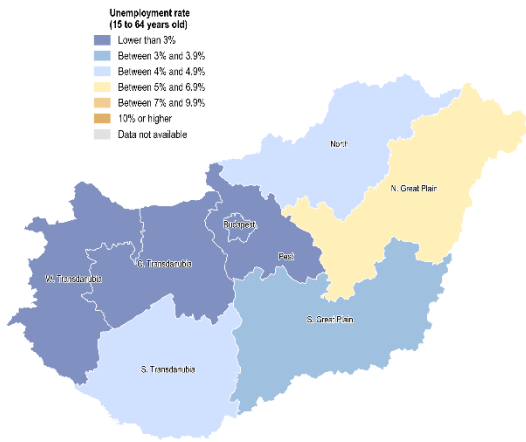 Unemployment rate
(15 to 64 years old)
Lower than 3%
Between 3% and 3.9%
Between 4% and 4.9%
Between 5% and 6.9%
Between 7% and 9.9%
10% or higher
Data not available
North
N. Great Plain
Budapest
Pest
C. Transdanubia
W. Transdanubia
S. Great Plain
S. Transdanubia